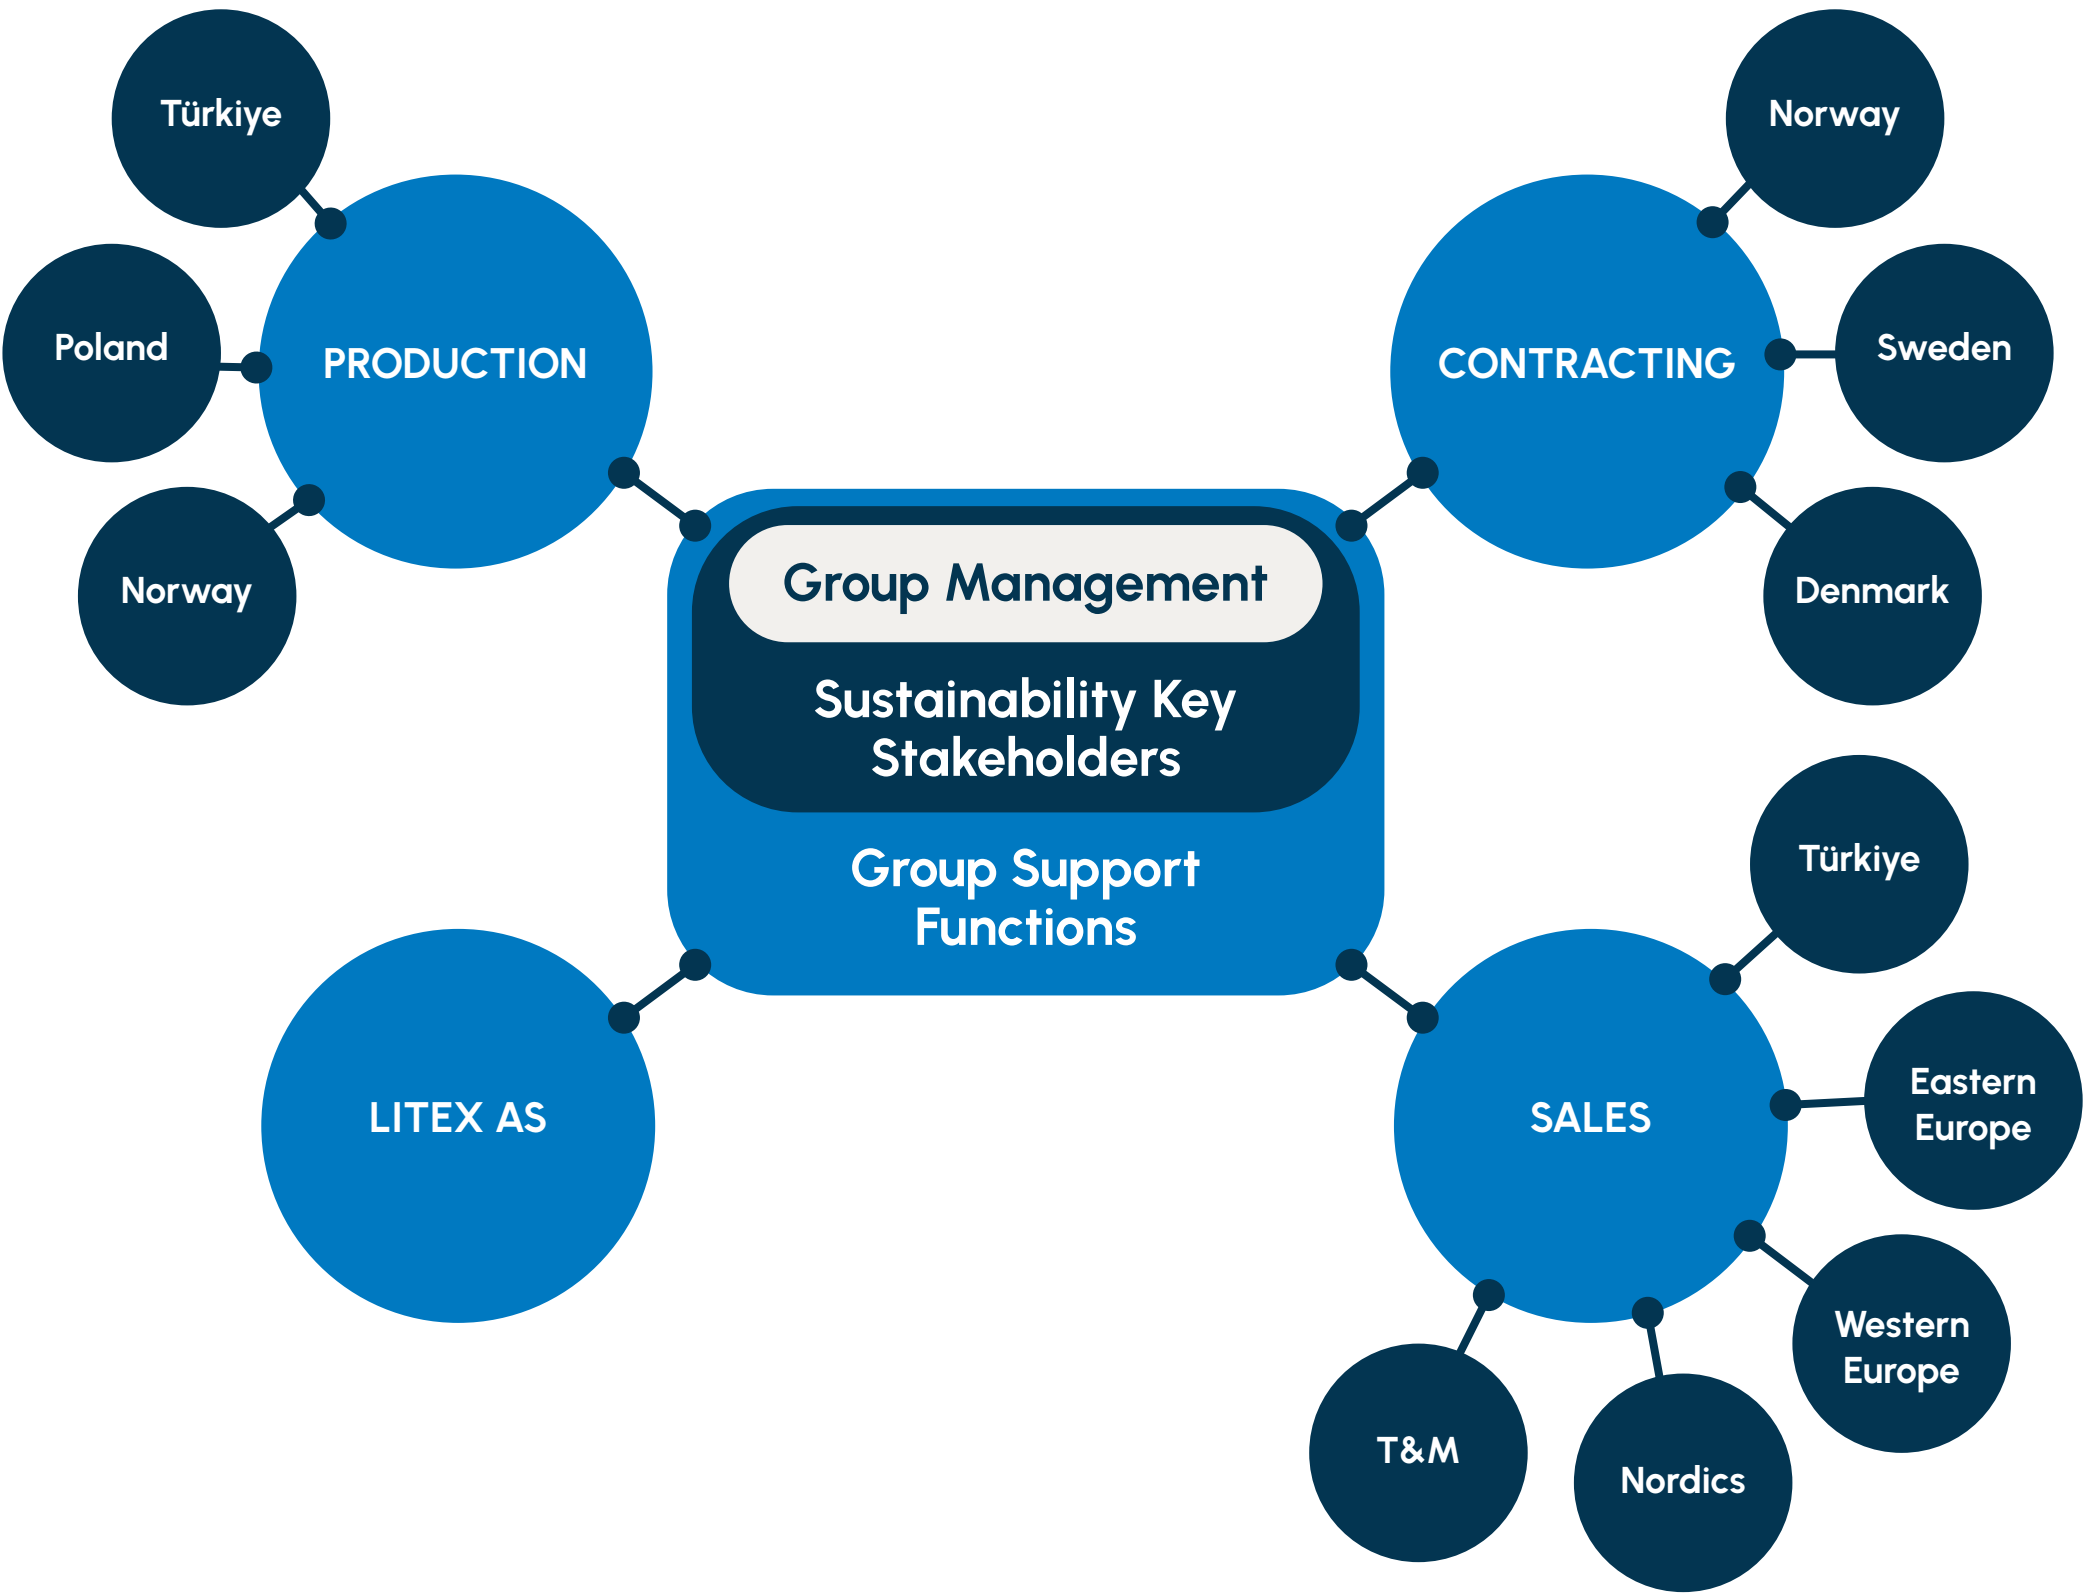 Türkiye
Poland
Norway
PRODUCTION
Norway
Sweden
Denmark
CONTRACTING
Group Management
Sustainability Key
Stakeholders
Group Support
Functions
LITEX AS
SALES
Türkiye
Eastern
Europe
Western
Europe
Nordics
T&M